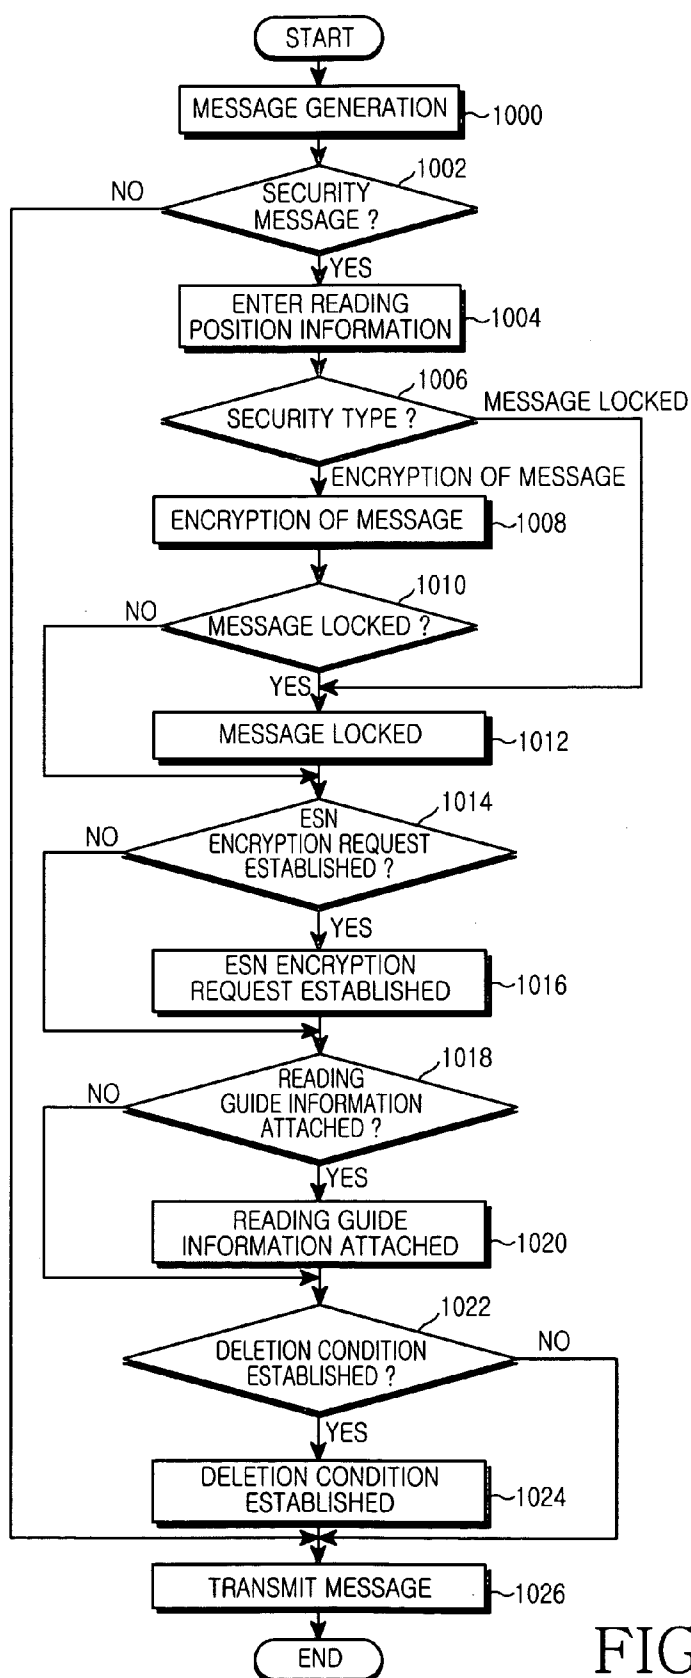 START
MESSAGE GENERATION
1000
1002
NO
SECURITY
MESSAGE ?
YES
ENTER READING
POSITION INFORMATION
1004
1006
SECURITY TYPE ?
MESSAGE LOCKED
ENCRYPTION OF MESSAGE
ENCRYPTION OF MESSAGE
1008
1010
NO
MESSAGE LOCKED ?
YES
MESSAGE LOCKED
1012
1014
NO
ESN
ENCRYPTION REQUEST
ESTABLISHED ?
YES
ESN ENCRYPTION
REQUEST ESTABLISHED
1016
1018
NO
READING
GUIDE INFORMATION
ATTACHED ?
YES
READING GUIDE
INFORMATION ATTACHED
1020
1022
DELETION CONDITION
ESTABLISHED ?
NO
YES
DELETION CONDITION
ESTABLISHED
1024
TRANSMIT MESSAGE
1026
END
FIG